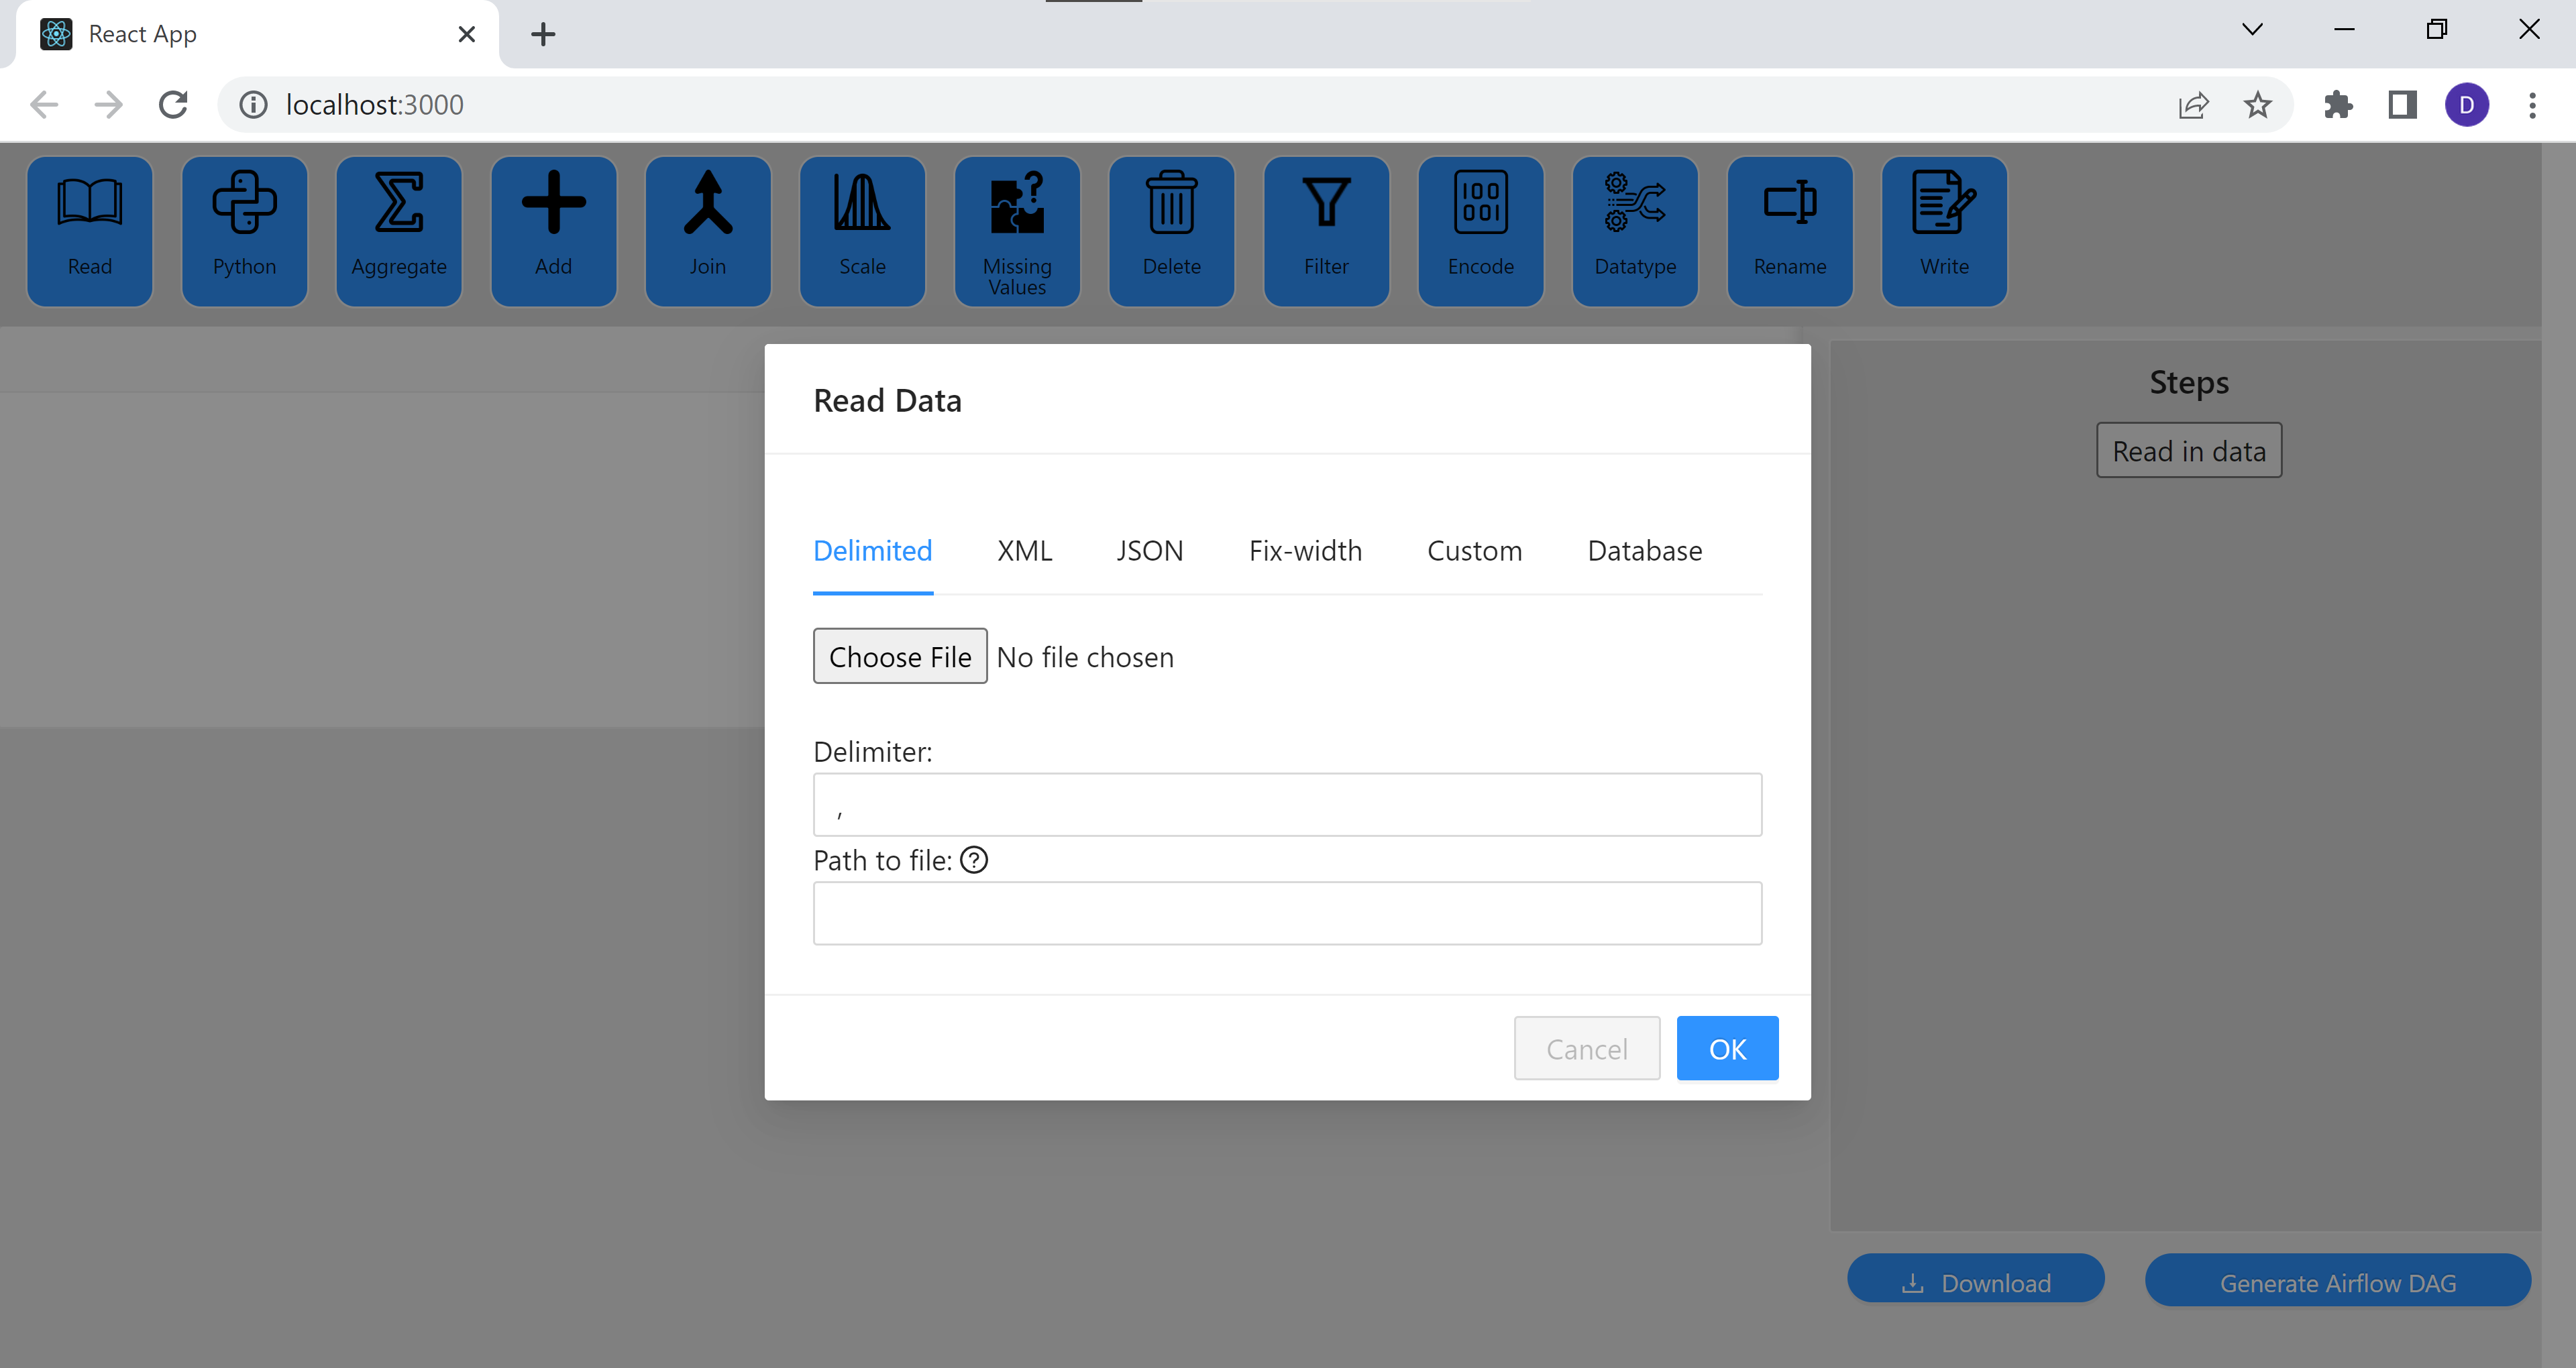 React App
localhost:3000
D
Read Python Aggregate Add Join Scale Missing Values Delete Filter Encode Datatype Rename Write
Read Data
Delimited XML JSON Fix-width Custom Database
Choose File No file chosen
Delimiter:
,
Path to file:
Cancel OK
Steps
Read in data
Download Generate Airflow DAG